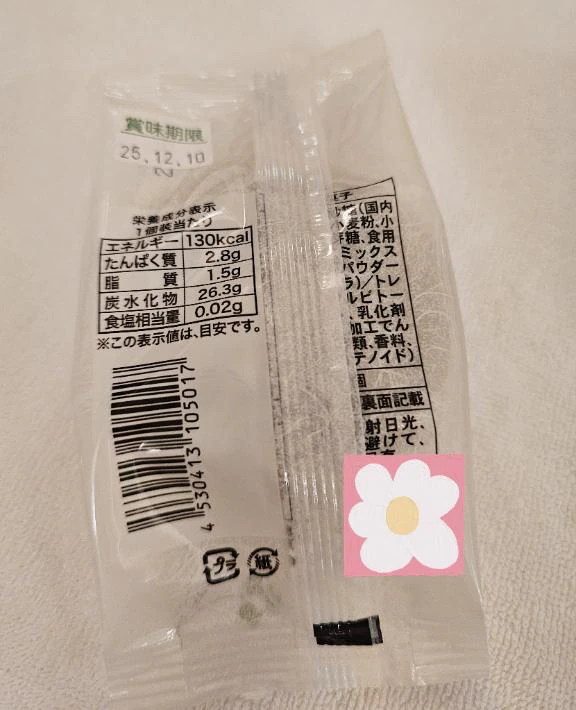 賞味期限
25.12.10
N
栄養成分表示
1個装当たり
エネルギー 130kcal
たんぱく質 2.8g
脂 質 1.5g
炭水化物 26.3g
食塩相当量 0.02g
※この表示値は、目安です。
4 530413 105017
プラ
紙
糖(国内
麦粉、小
糖、食用
ミックス
パウダー
ラ)/トレ
ルビトー
、乳化剤
加工でん
類、香料、
テノイド)
個
裏面記載
射日光、
避けて、